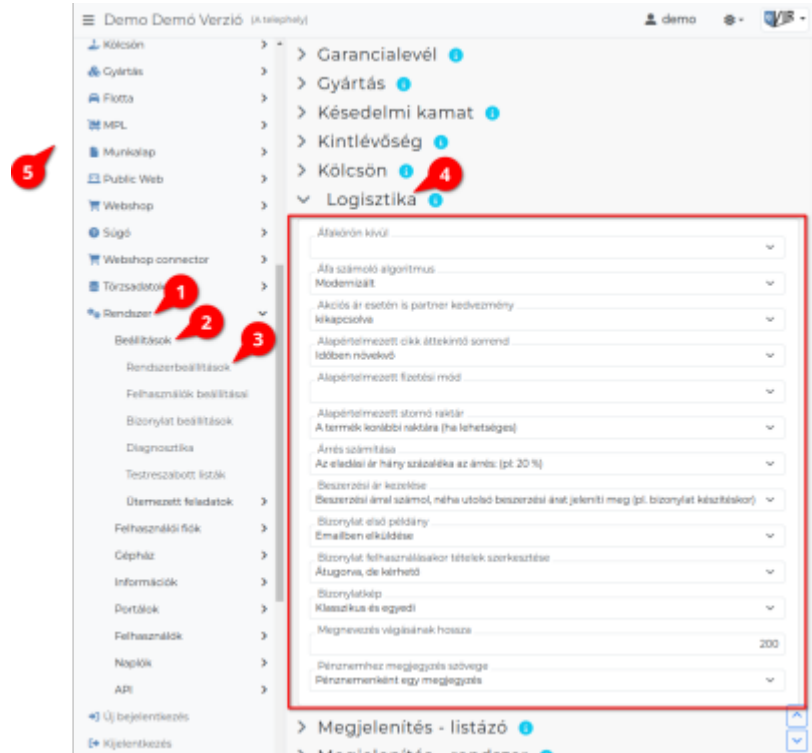 Demo Demó Verzió (A telephely)
demo
VIR
Kölcsön
Gyártás
Flotta
MPL
Munkalap
Public Web
Webshop
Súgó
Webshop connector
Törzsadatok
Rendszer
Beállítások
Rendszerbeállítások
Felhasználók beállításai
Bizonylat beállítások
Diagnosztika
Testreszabott listák
Ütemezett feladatok
Felhasználói fiók
Gépház
Információk
Portálok
Felhasználók
Naplók
API
Új bejelentkezés
Kijelentkezés
5
1
2
3
4
Garancialevél
Gyártás
Késedelmi kamat
Kintlévőség
Kölcsön
Logisztika
Áfakörön kívül
Áfa számoló algoritmus
Modernizált
Akciós ár esetén is partner kedvezmény
kikapcsolva
Alapértelmezett cikk áttekintő sorrend
Időben növekvő
Alapértelmezett fizetési mód
Alapértelmezett stornó raktár
A termék korábbi raktára (ha lehetséges)
Árrés számítása
Az eladási ár hány százaléka az árrés: (pl: 20 %)
Beszerzési ár kezelése
Beszerzési árral számol, néha utolsó beszerzési árat jeleníti meg (pl. bizonylat készítéskor)
Bizonylat első példány
Emailben elküldése
Bizonylat felhasználásakor tételek szerkesztése
Átugorva, de kérhető
Bizonylatkép
Klasszikus és egyedi
Megnevezés vágásának hossza
200
Pénznemhez megjegyzés szövege
Pénznemenként egy megjegyzés
Megjelenítés - listázó
Megjelenítés - rendszer